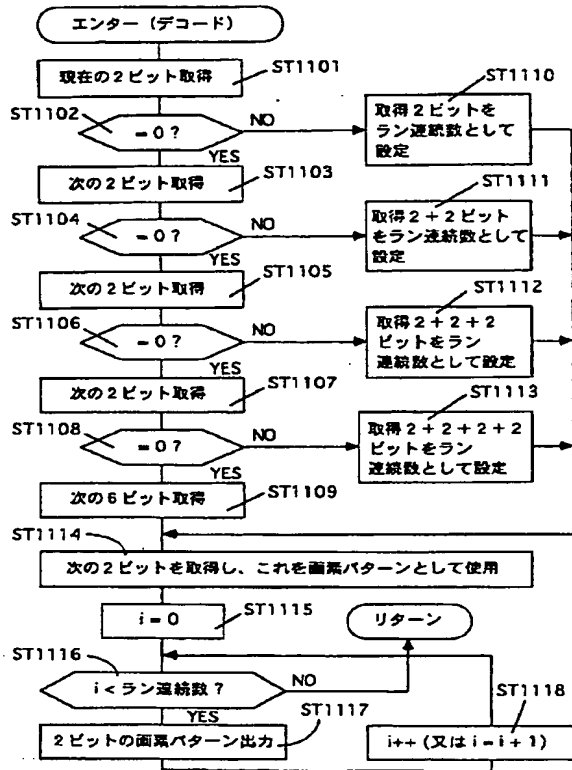 エンター（デコード）
現在の２ビット取得
ST1101
ST1102
＝０？
NO
YES
ST1110
取得２ビットを
ラン連続数として
設定
次の２ビット取得
ST1103
ST1104
＝０？
NO
YES
ST1111
取得２＋２ビット
をラン連続数として
設定
次の２ビット取得
ST1105
ST1106
＝０？
NO
YES
ST1112
取得２＋２＋２
ビットをラン
連続数として設定
次の２ビット取得
ST1107
ST1108
＝０？
NO
YES
ST1113
取得２＋２＋２＋２
ビットをラン
連続数として設定
次の６ビット取得
ST1109
ST1114
次の２ビットを取得し、これを画素パターンとして使用
i＝０
ST1115
リターン
ST1116
i＜ラン連続数？
NO
YES
ST1117
２ビットの画素パターン出力
ST1118
i++（又はi＝i＋1）